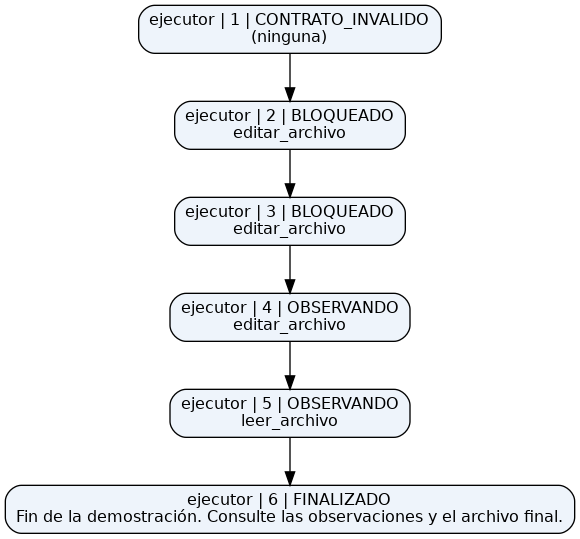 ejecutor | 1 | CONTRATO_INVALIDO
(ninguna)
ejecutor | 2 | BLOQUEADO
editar_archivo
ejecutor | 3 | BLOQUEADO
editar_archivo
ejecutor | 4 | OBSERVANDO
editar_archivo
ejecutor | 5 | OBSERVANDO
leer_archivo
ejecutor | 6 | FINALIZADO
Fin de la demostración. Consulte las observaciones y el archivo final.